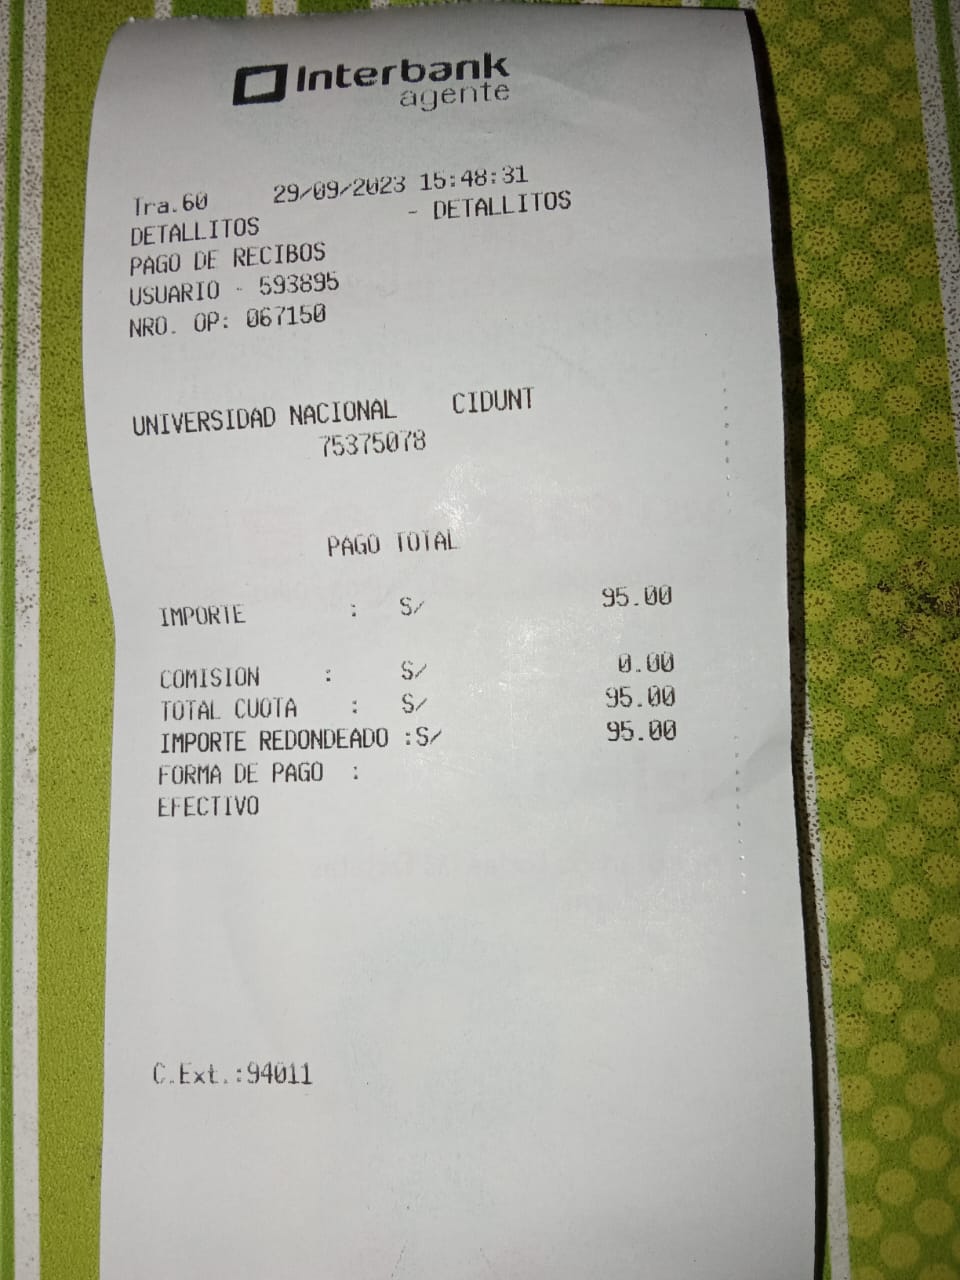 Interbank
agente
Tra.60 29/09/2023 15:48:31
DETALLITOS - DETALLITOS
PAGO DE RECIBOS
USUARIO - 593895
NRO. OP: 067150
UNIVERSIDAD NACIONAL CIDUNT
75375078
PAGO TOTAL
IMPORTE : S/ 95.00
COMISION : S/ 0.00
TOTAL CUOTA : S/ 95.00
IMPORTE REDONDEADO :S/ 95.00
FORMA DE PAGO :
EFECTIVO
C.Ext.:94011